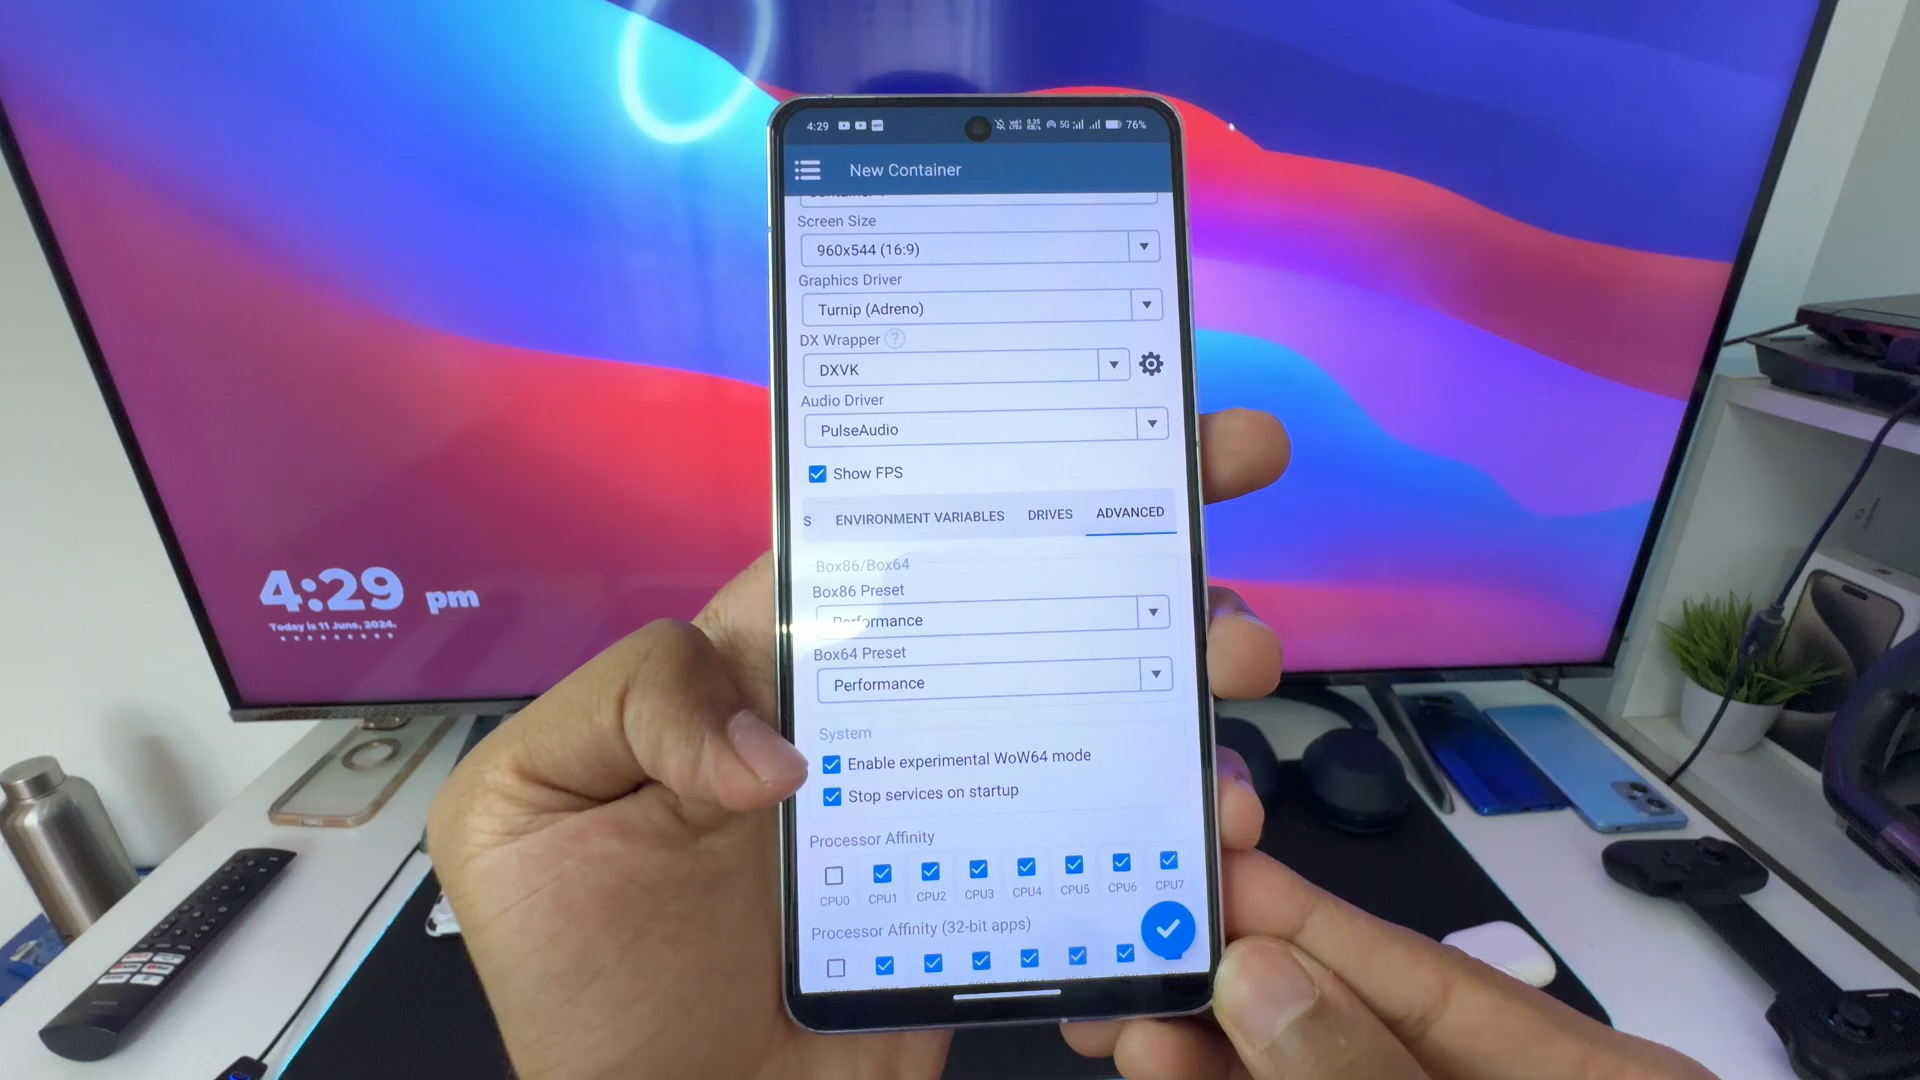 4:29
5G
76%
New Container
Screen Size
960x544 (16:9)
Graphics Driver
Turnip (Adreno)
DX Wrapper ?
DXVK
Audio Driver
PulseAudio
Show FPS
S ENVIRONMENT VARIABLES DRIVES ADVANCED
Box86/Box64
Box86 Preset
Performance
Box64 Preset
Performance
System
Enable experimental WoW64 mode
Stop services on startup
Processor Affinity
CPU0 CPU1 CPU2 CPU3 CPU4 CPU5 CPU6 CPU7
Processor Affinity (32-bit apps)
4:29 pm
Today is 11 June, 2024.